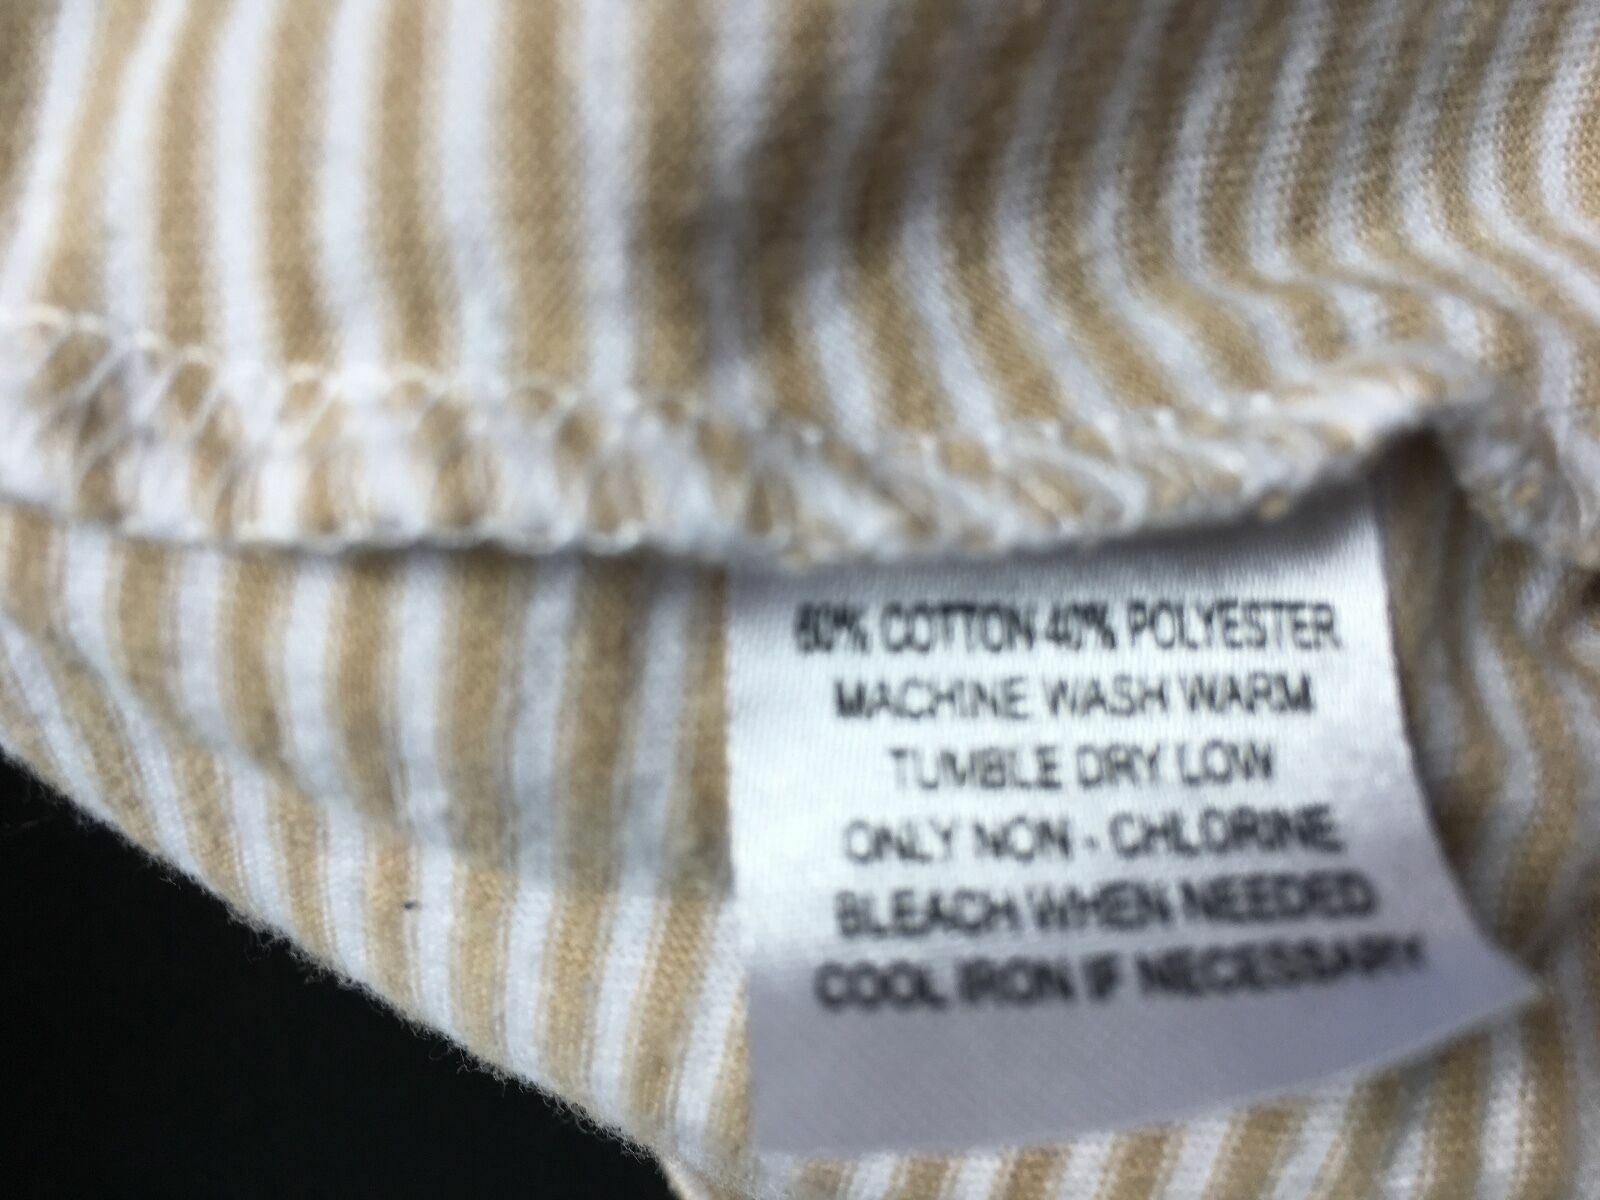 60% COTTON 40% POLYESTER
MACHINE WASH WARM
TUMBLE DRY LOW
ONLY NON - CHLORINE
BLEACH WHEN NEEDED
COOL IRON IF NECESSARY